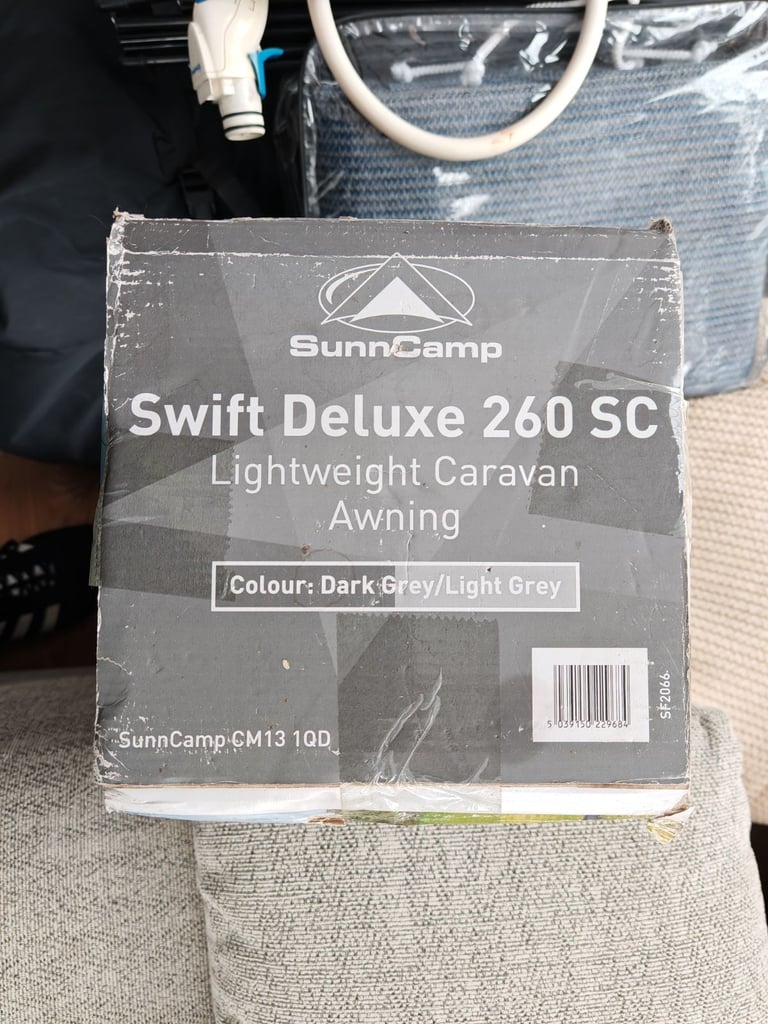 SunnCamp
Swift Deluxe 260 SC
Lightweight Caravan
Awning
Colour: Dark Grey/Light Grey
5 039150 229684
SF2066
SunnCamp CM13 1QD